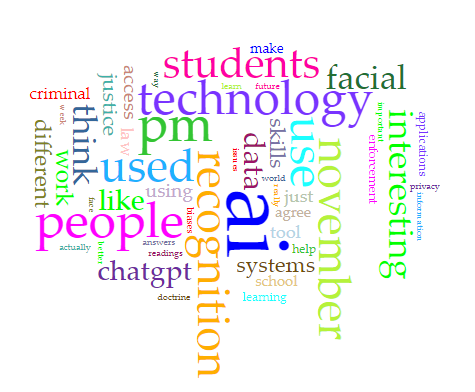 make
students
facial
technology
criminal
justice
access
way
learn
future
week
think
law
pm
skills
important
applications
different
work
used
data
issues
use
november
interesting
enforcement
privacy
information
recognition
ai
world
really
face
like
using
just
agree
people
biases
tool
actually
better
answers
readings
help
chatgpt
systems
school
doctrine
learning